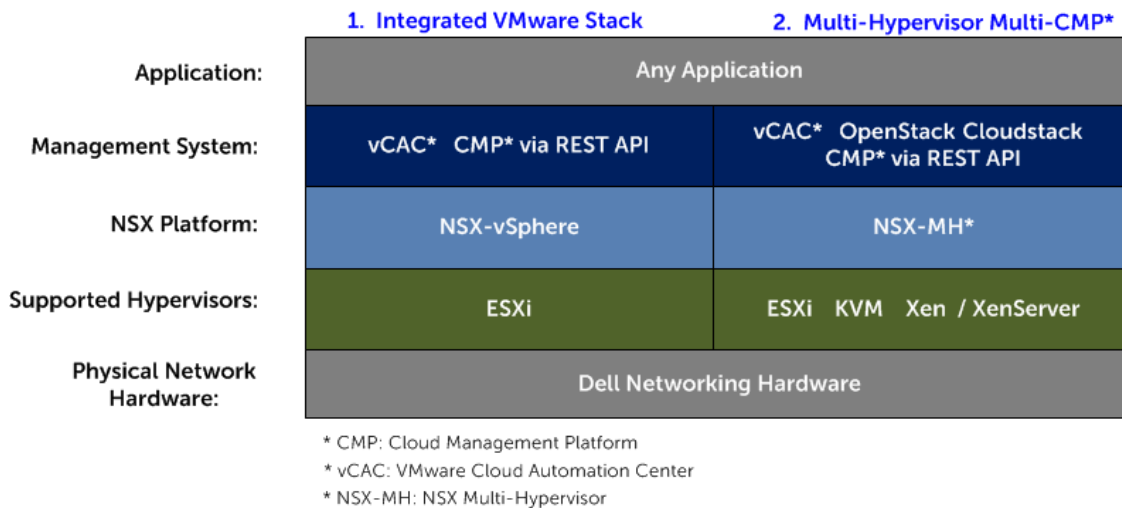 1. Integrated VMware Stack
2. Multi-Hypervisor Multi-CMP*
Application:
Any Application
Management System:
vCAC* CMP* via REST API
vCAC* OpenStack Cloudstack
CMP* via REST API
NSX Platform:
NSX-vSphere
NSX-MH*
Supported Hypervisors:
ESXi
ESXi KVM Xen / XenServer
Physical Network
Hardware:
Dell Networking Hardware
* CMP: Cloud Management Platform
* vCAC: VMware Cloud Automation Center
* NSX-MH: NSX Multi-Hypervisor